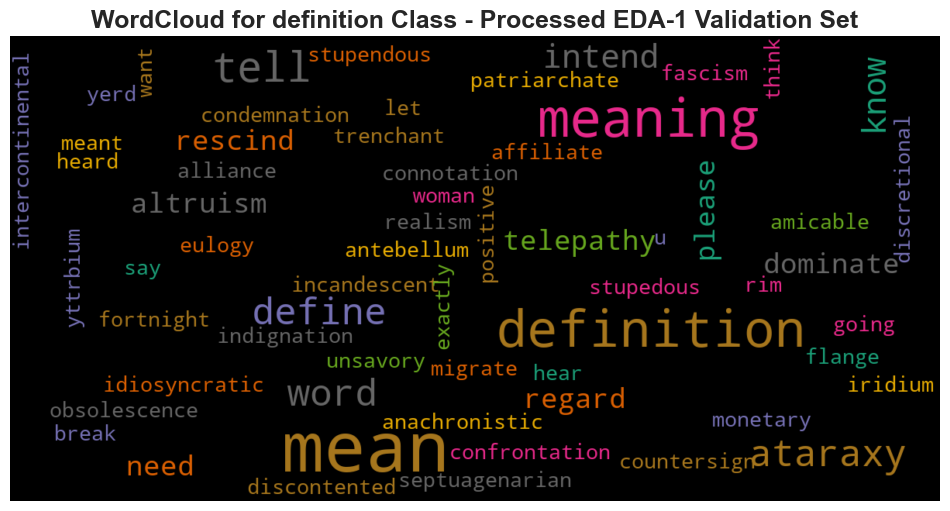 WordCloud for definition Class - Processed EDA-1 Validation Set
intercontinental
yerd
want
tell
stupendous
intend
patriarchate
fascism
think
know
condemnation
let
meaning
meant
heard
rescind
trenchant
affiliate
discretional
alliance
connotation
please
altruism
woman
realism
positive
amicable
eulogy
antebellum
telepathy
u
dominate
yttrbium
say
incandescent
exactly
stupedous
rim
fortnight
define
indignation
definition
going
unsavory
migrate
hear
flange
idiosyncratic
word
regard
iridium
obsolescence
break
anachronistic
monetary
need
mean
confrontation
countersign
ataraxy
discontented
septuagenarian